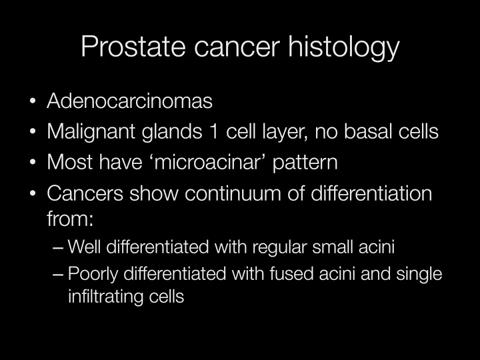 Prostate cancer histology
• Adenocarcinomas
• Malignant glands 1 cell layer, no basal cells
• Most have ‘microacinar’ pattern
• Cancers show continuum of differentiation
from:
– Well differentiated with regular small acini
– Poorly differentiated with fused acini and single
infiltrating cells